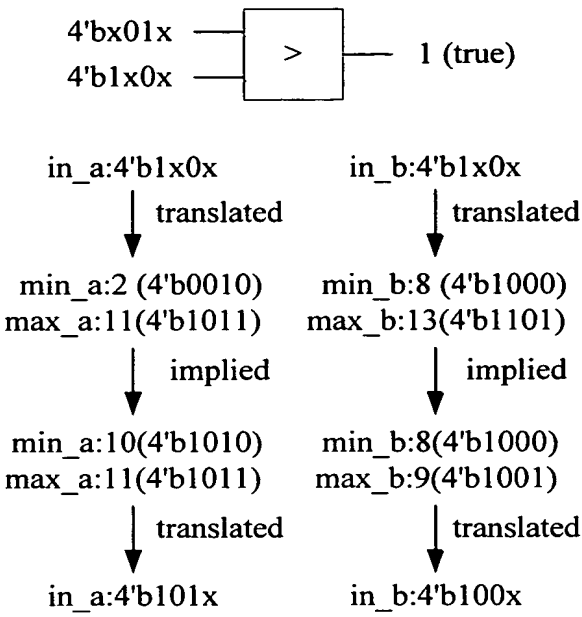 4'bx01x
4'b1x0x
>
1 (true)
in_a:4'b1x0x in_b:4'b1x0x
translated translated
min_a:2 (4'b0010) min_b:8 (4'b1000)
max_a:11(4'b1011) max_b:13(4'b1101)
implied implied
min_a:10(4'b1010) min_b:8(4'b1000)
max_a:11(4'b1011) max_b:9(4'b1001)
translated translated
in_a:4'b101x in_b:4'b100x